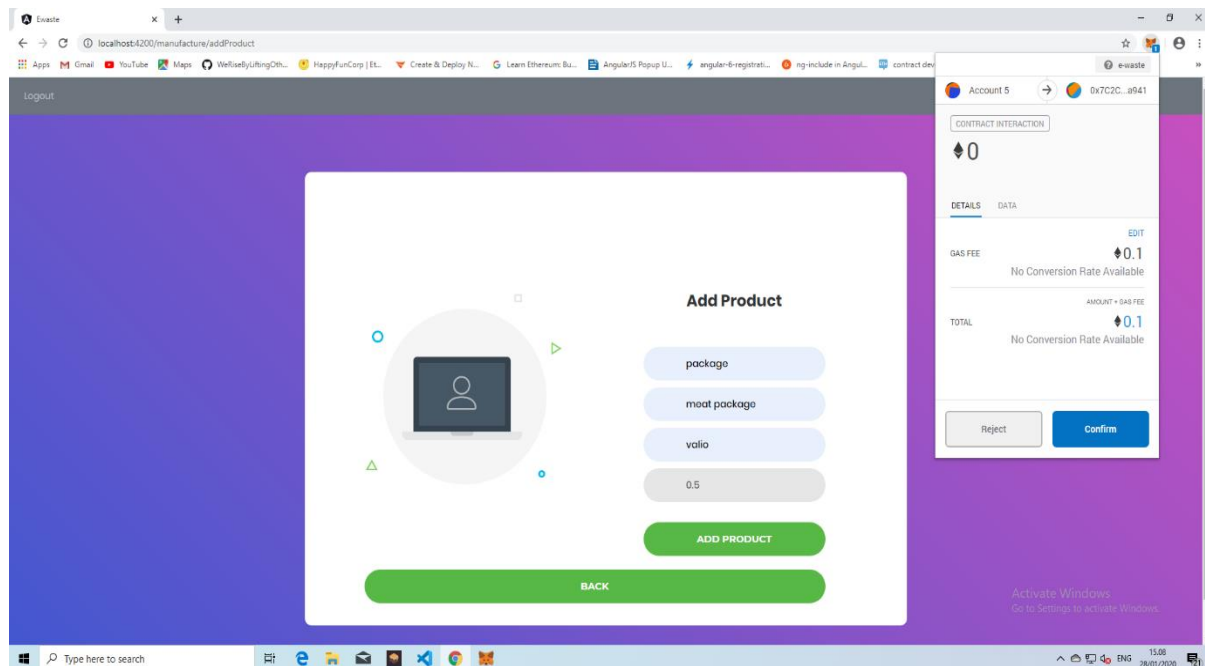 Ewaste
localhost:4200/manufacture/addProduct
Apps Gmail YouTube Maps WeRiseByLiftingOth... HappyFunCorp | Et... Create & Deploy N... Learn Ethereum: Bu... AngularJS Popup U... angular-6-registrati... ng-include in Angul... contract dev
Logout
e-waste
Account 5 0x7C2C...a941
CONTRACT INTERACTION
0
DETAILS DATA
EDIT
GAS FEE 0.1
No Conversion Rate Available
AMOUNT + GAS FEE
TOTAL 0.1
No Conversion Rate Available
Reject Confirm
Add Product
package
meat package
valio
0.5
ADD PRODUCT
BACK
Activate Windows
Go to Settings to activate Windows.
Type here to search
ENG 15.08
28/01/2020